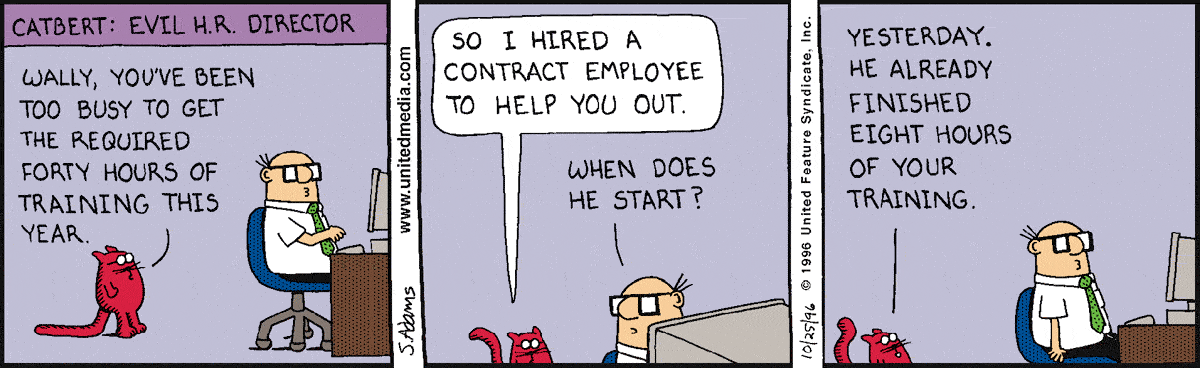 CATBERT: EVIL H.R. DIRECTOR
WALLY, YOU'VE BEEN
TOO BUSY TO GET
THE REQUIRED
FORTY HOURS OF
TRAINING THIS
YEAR.
www.unitedmedia.com
S.Adams
SO I HIRED A
CONTRACT EMPLOYEE
TO HELP YOU OUT.
WHEN DOES
HE START?
10/25/96 © 1996 United Feature Syndicate, Inc.
YESTERDAY.
HE ALREADY
FINISHED
EIGHT HOURS
OF YOUR
TRAINING.